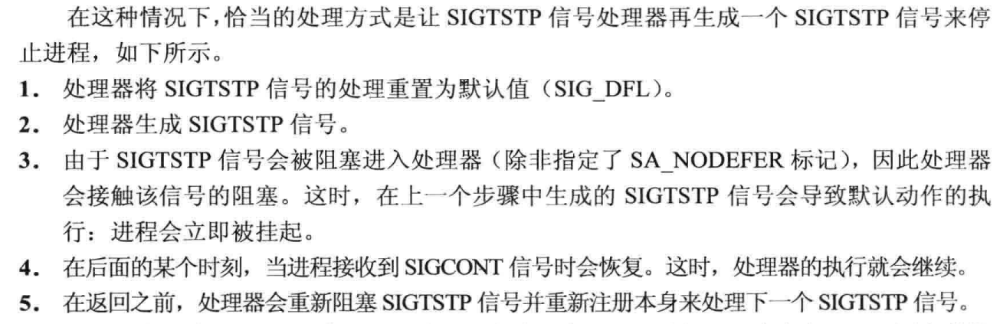 在这种情况下，恰当的处理方式是让 SIGTSTP 信号处理器再生成一个 SIGTSTP 信号来停
止进程，如下所示。
1. 处理器将 SIGTSTP 信号的处理重置为默认值（SIG_DFL）。
2. 处理器生成 SIGTSTP 信号。
3. 由于 SIGTSTP 信号会被阻塞进入处理器（除非指定了 SA_NODEFER 标记），因此处理器
会接触该信号的阻塞。这时，在上一个步骤中生成的 SIGTSTP 信号会导致默认动作的执
行：进程会立即被挂起。
4. 在后面的某个时刻，当进程接收到 SIGCONT 信号时会恢复。这时，处理器的执行就会继续。
5. 在返回之前，处理器会重新阻塞 SIGTSTP 信号并重新注册本身来处理下一个 SIGTSTP 信号。